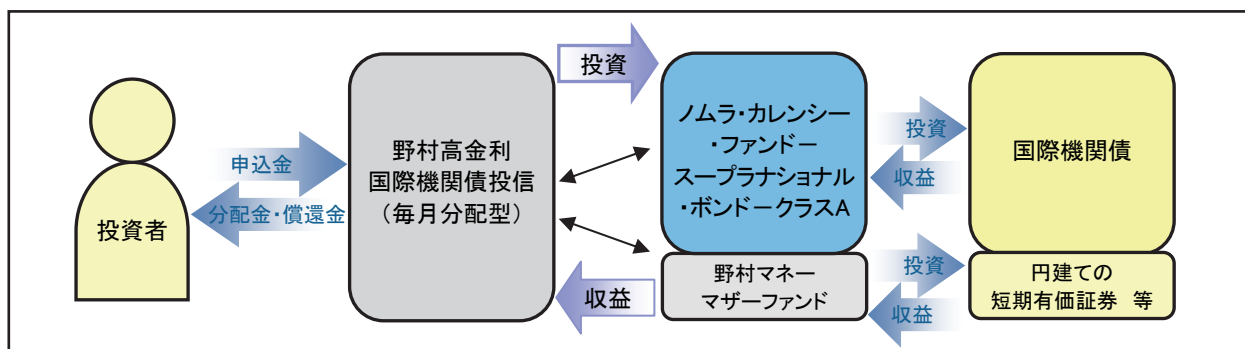 投資者
申込金
分配金・償還金
野村高金利
国際機関債投信
（毎月分配型）
投資
収益
ノムラ・カレンシー
・ファンドー
スープラナショナル
・ボンドークラスA
野村マネー
マザーファンド
投資
収益
国際機関債
投資
収益
円建ての
短期有価証券 等